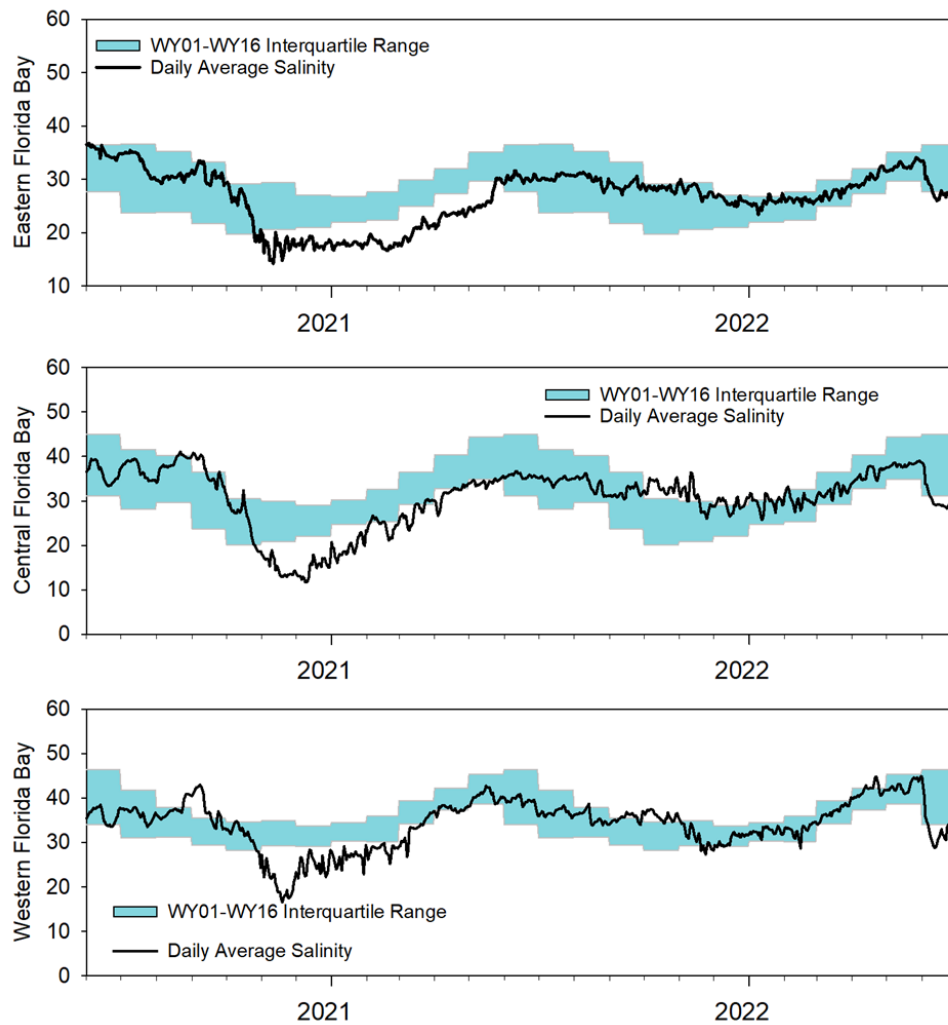 60
50
40
30
20
10
Eastern Florida Bay
WY01-WY16 Interquartile Range
Daily Average Salinity
2021
2022
60
50
40
30
20
10
0
Central Florida Bay
WY01-WY16 Interquartile Range
Daily Average Salinity
2021
2022
60
50
40
30
20
10
0
Western Florida Bay
WY01-WY16 Interquartile Range
Daily Average Salinity
2021
2022